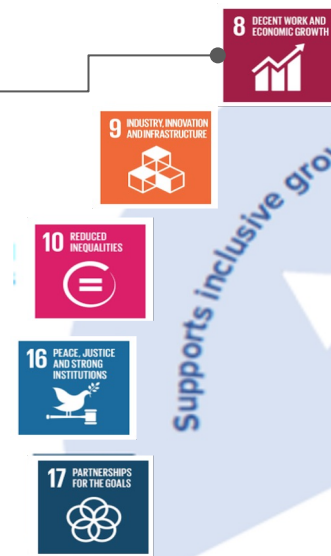 8 DECENT WORK AND
ECONOMIC GROWTH
9 INDUSTRY, INNOVATION
AND INFRASTRUCTURE
10 REDUCED
INEQUALITIES
16 PEACE, JUSTICE
AND STRONG
INSTITUTIONS
17 PARTNERSHIPS
FOR THE GOALS
Supports inclusive